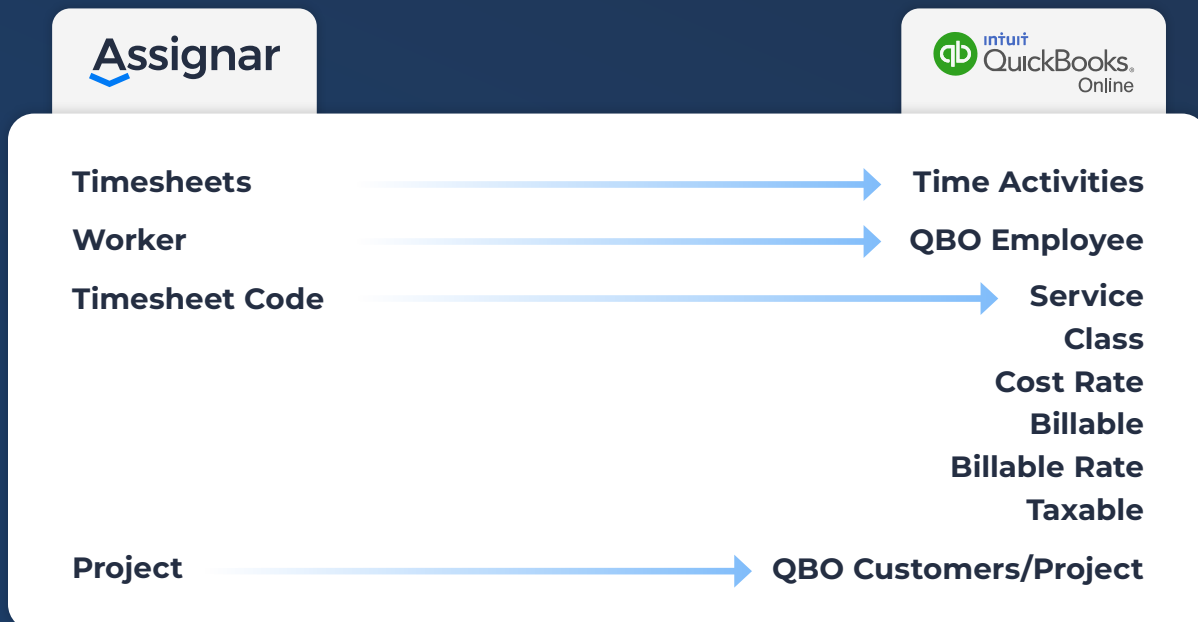 Assignar
intuit
qb QuickBooks.
Online
Timesheets Time Activities
Worker QBO Employee
Timesheet Code Service
Class
Cost Rate
Billable
Billable Rate
Taxable
Project QBO Customers/Project